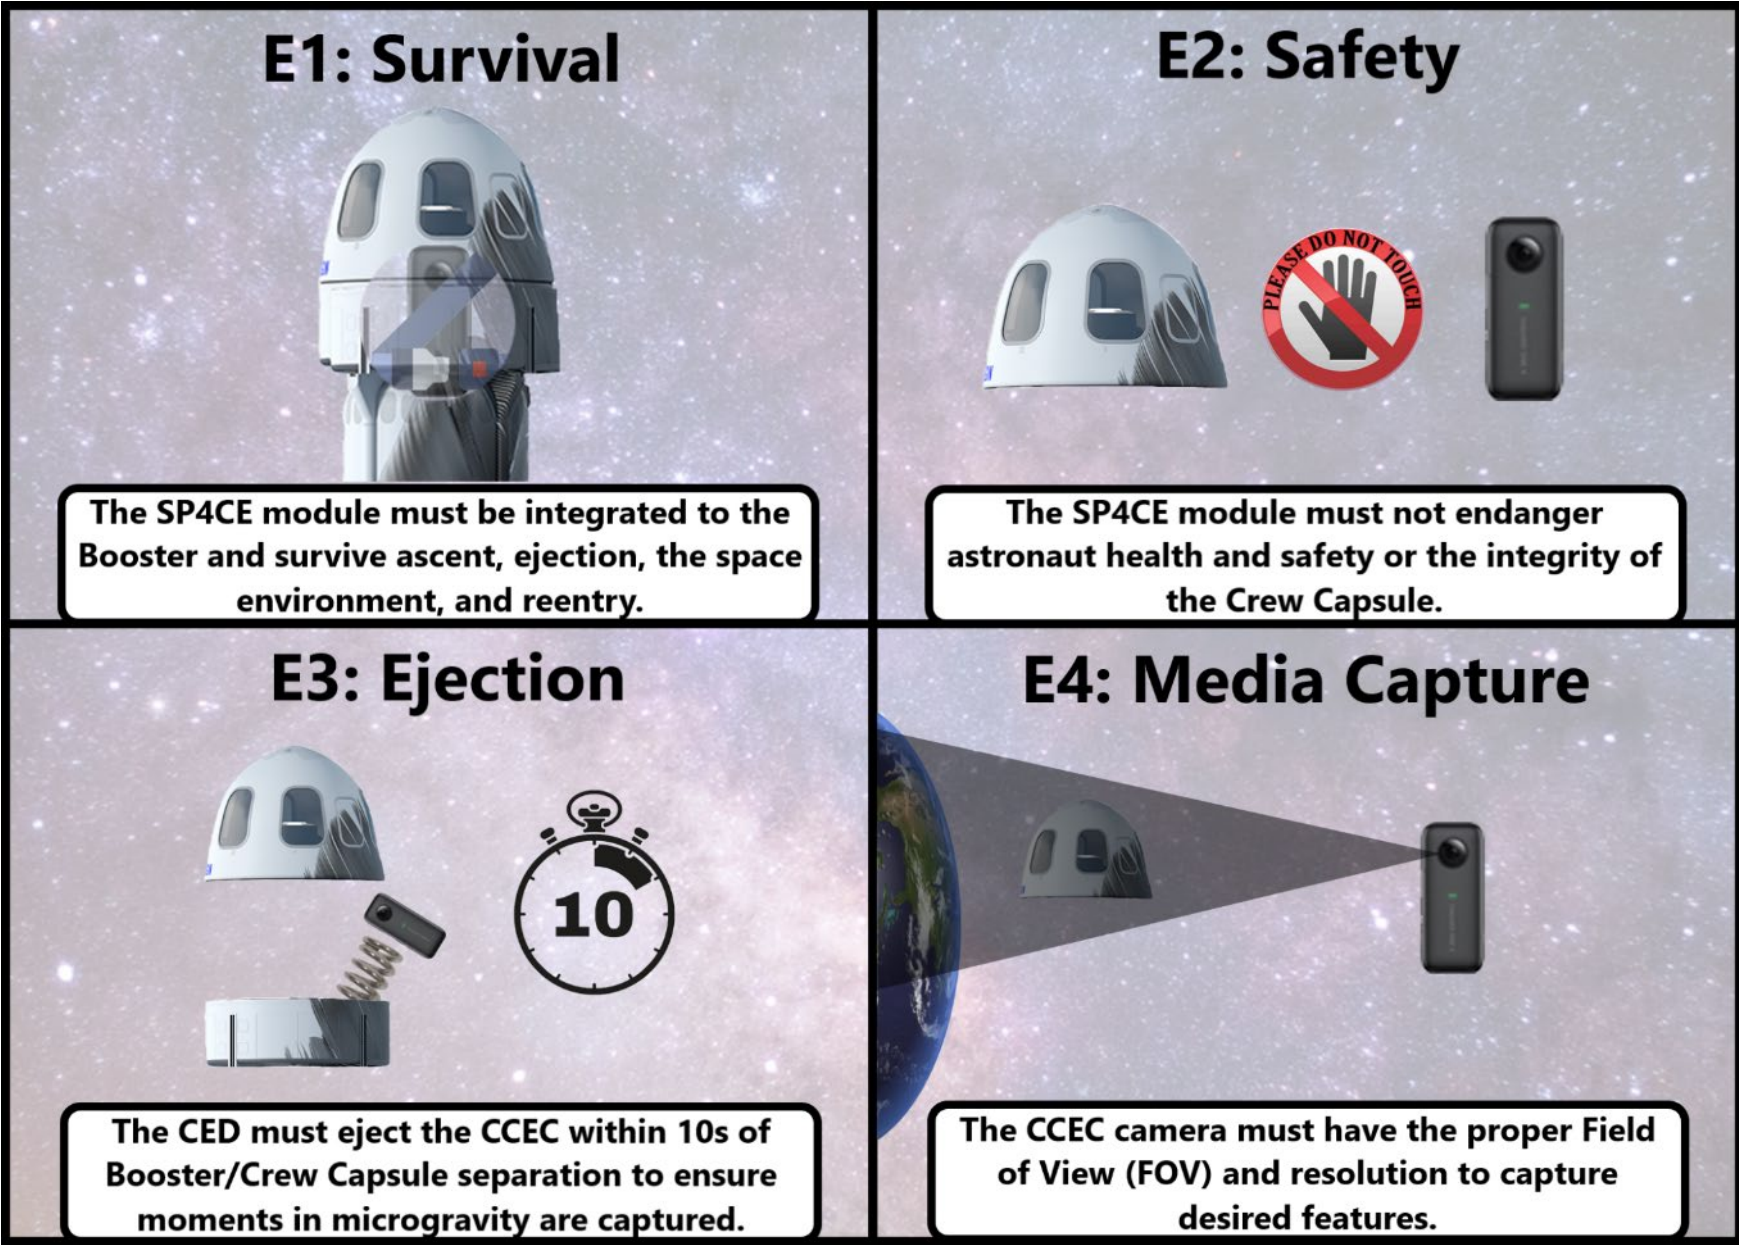 E1: Survival
The SP4CE module must be integrated to the
Booster and survive ascent, ejection, the space
environment, and reentry.
E2: Safety
PLEASE DO NOT TOUCH
The SP4CE module must not endanger
astronaut health and safety or the integrity of
the Crew Capsule.
E3: Ejection
10
The CED must eject the CCEC within 10s of
Booster/Crew Capsule separation to ensure
moments in microgravity are captured.
E4: Media Capture
The CCEC camera must have the proper Field
of View (FOV) and resolution to capture
desired features.